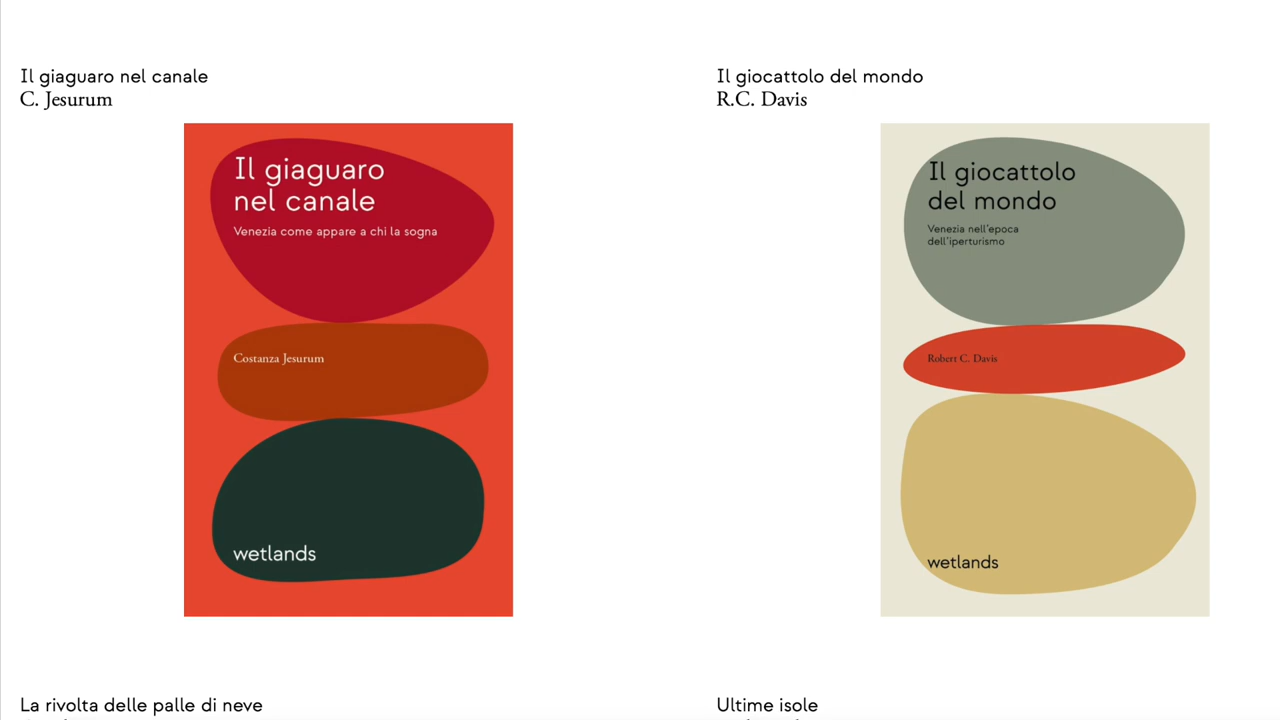 Il giaguaro nel canale
C. Jesurum
Il giaguaro
nel canale
Venezia come appare a chi la sogna
Costanza Jesurum
wetlands
Il giocattolo del mondo
R.C. Davis
Il giocattolo
del mondo
Venezia nell'epoca
dell'iperturismo
Robert C. Davis
wetlands
La rivolta delle palle di neve
Ultime isole